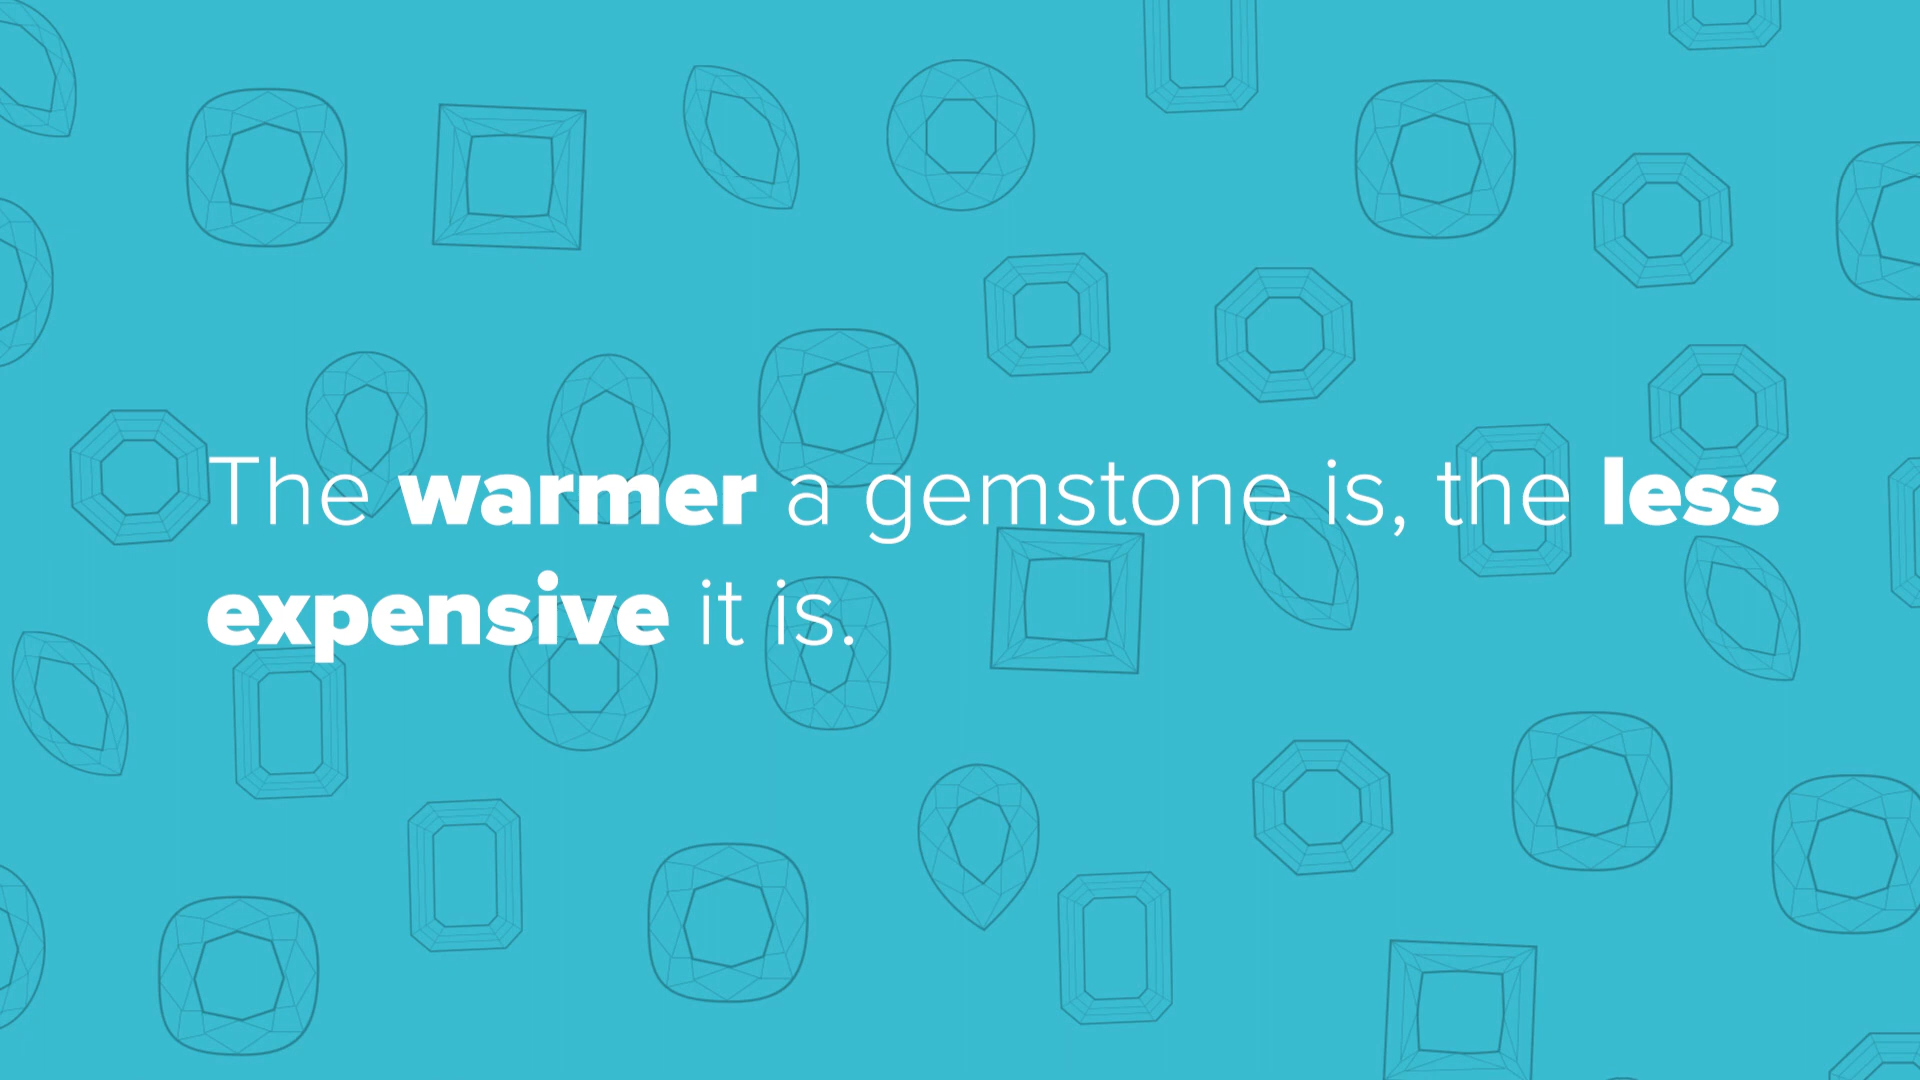 The warmer a gemstone is, the less
expensive it is.